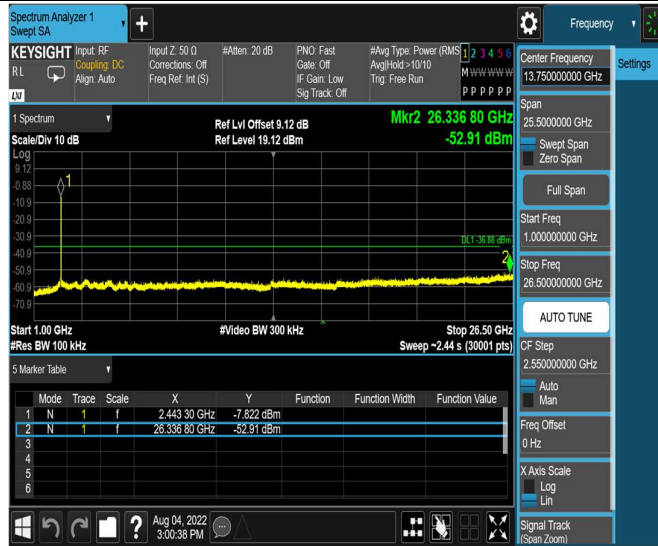 Spectrum Analyzer 1
Swept SA
+
Frequency
KEYSIGHT
RL
LXI
Input: RF
Coupling: DC
Align: Auto
Input Z: 50 Ω
Corrections: Off
Freq Ref: Int (S)
#Atten: 20 dB
PNO: Fast
Gate: Off
IF Gain: Low
Sig Track: Off
#Avg Type: Power (RMS
Avg|Hold:>10/10
Trig: Free Run
1 2 3 4 5 6
M W W W W W
P P P P P P
1 Spectrum
Scale/Div 10 dB
Ref Lvl Offset 9.12 dB
Ref Level 19.12 dBm
Mkr2 26.336 80 GHz
-52.91 dBm
Log
9.12
-0.88
-10.9
-20.9
-30.9
-40.9
-50.9
-60.9
-70.9
1
DL1 -36.88 dBm
2
Start 1.00 GHz
#Video BW 300 kHz
Stop 26.50 GHz
#Res BW 100 kHz
Sweep ~2.44 s (30001 pts)
5 Marker Table
Mode Trace Scale X Y Function Function Width Function Value
1 N 1 f 2.443 30 GHz -7.822 dBm
2 N 1 f 26.336 80 GHz -52.91 dBm
3
4
5
6
Aug 04, 2022
3:00:38 PM
Center Frequency
13.750000000 GHz
Settings
Span
25.5000000 GHz
Swept Span
Zero Span
Full Span
Start Freq
1.000000000 GHz
Stop Freq
26.500000000 GHz
AUTO TUNE
CF Step
2.550000000 GHz
Auto
Man
Freq Offset
0 Hz
X Axis Scale
Log
Lin
Signal Track
(Span Zoom)